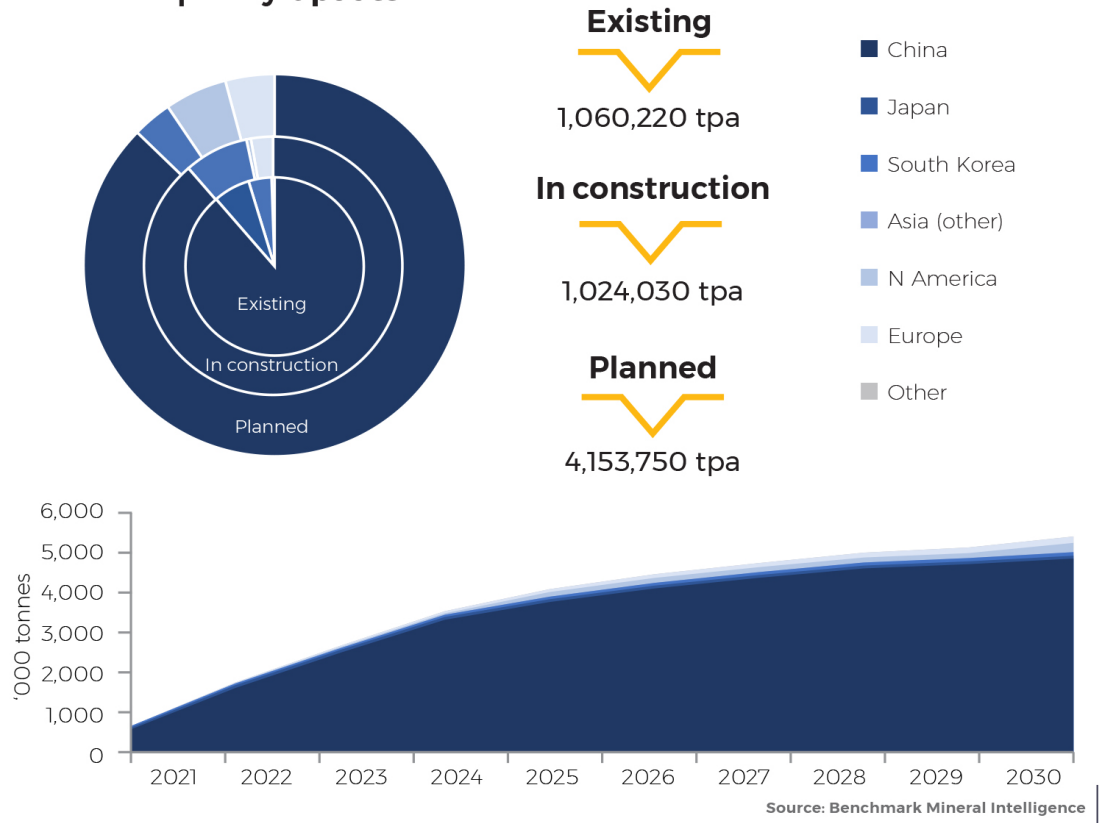 Existing
1,060,220 tpa
In construction
1,024,030 tpa
Planned
4,153,750 tpa
China
Japan
South Korea
Asia (other)
N America
Europe
Other
Existing
In construction
Planned
6,000
5,000
4,000
3,000
2,000
1,000
0
‘000 tonnes
2021 2022 2023 2024 2025 2026 2027 2028 2029 2030
Source: Benchmark Mineral Intelligence